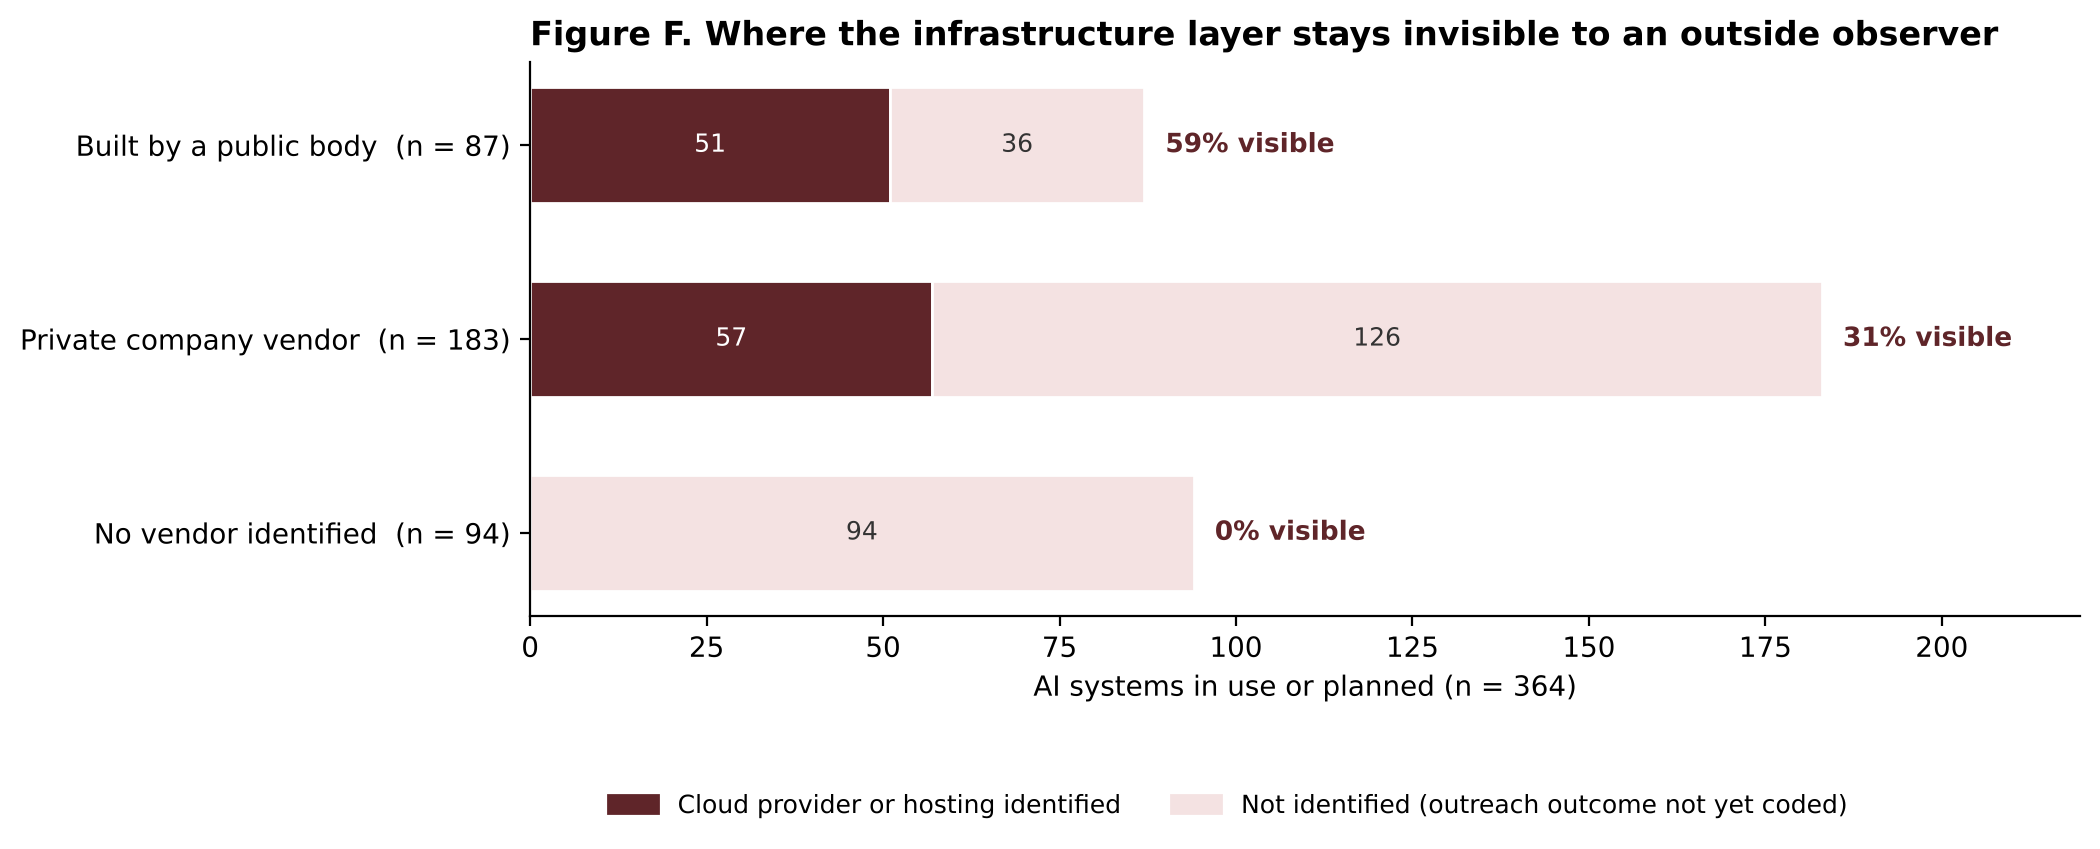 Figure F. Where the infrastructure layer stays invisible to an outside observer
Built by a public body (n = 87)
51
36
59% visible
Private company vendor (n = 183)
57
126
31% visible
No vendor identified (n = 94)
94
0% visible
0 25 50 75 100 125 150 175 200
AI systems in use or planned (n = 364)
Cloud provider or hosting identified
Not identified (outreach outcome not yet coded)